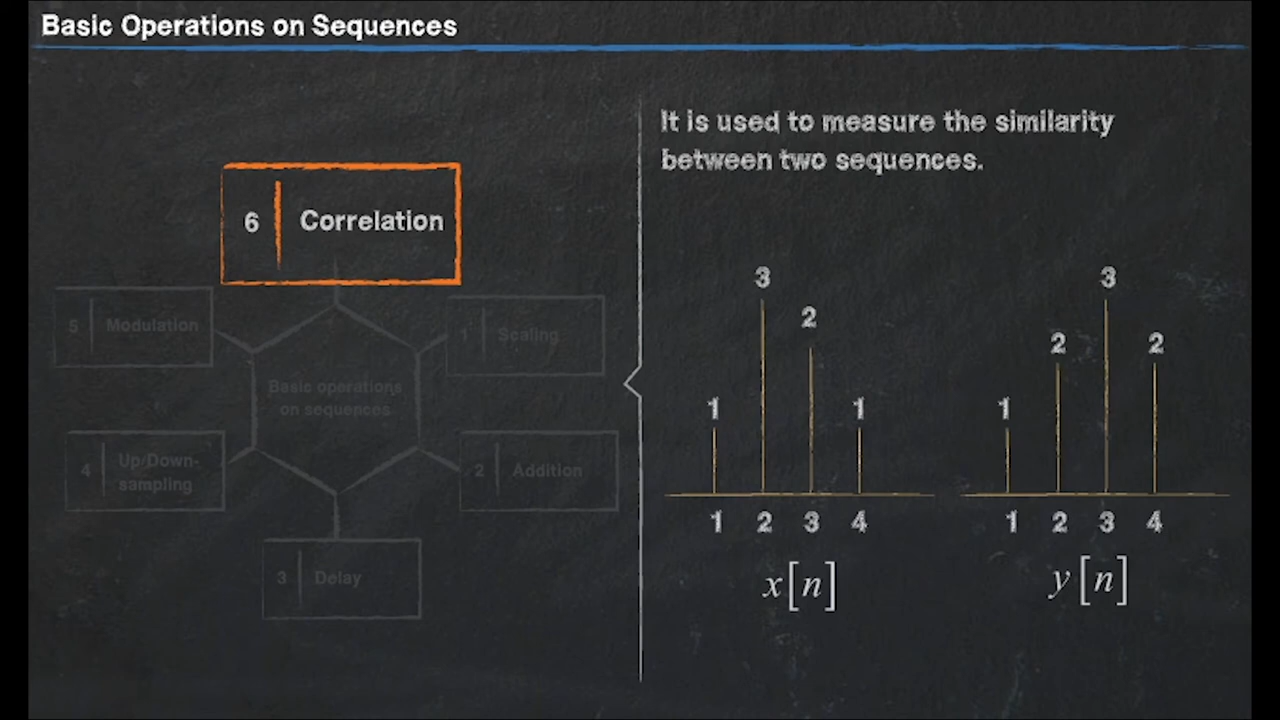 Basic Operations on Sequences
It is used to measure the similarity
between two sequences.
6 Correlation
5 Modulation
1 Scaling
Basic operations
on sequences
4 Up/Down-
sampling
2 Addition
3 Delay
1 3 2 1
1 2 3 4
x[n]
1 2 3 2
1 2 3 4
y[n]